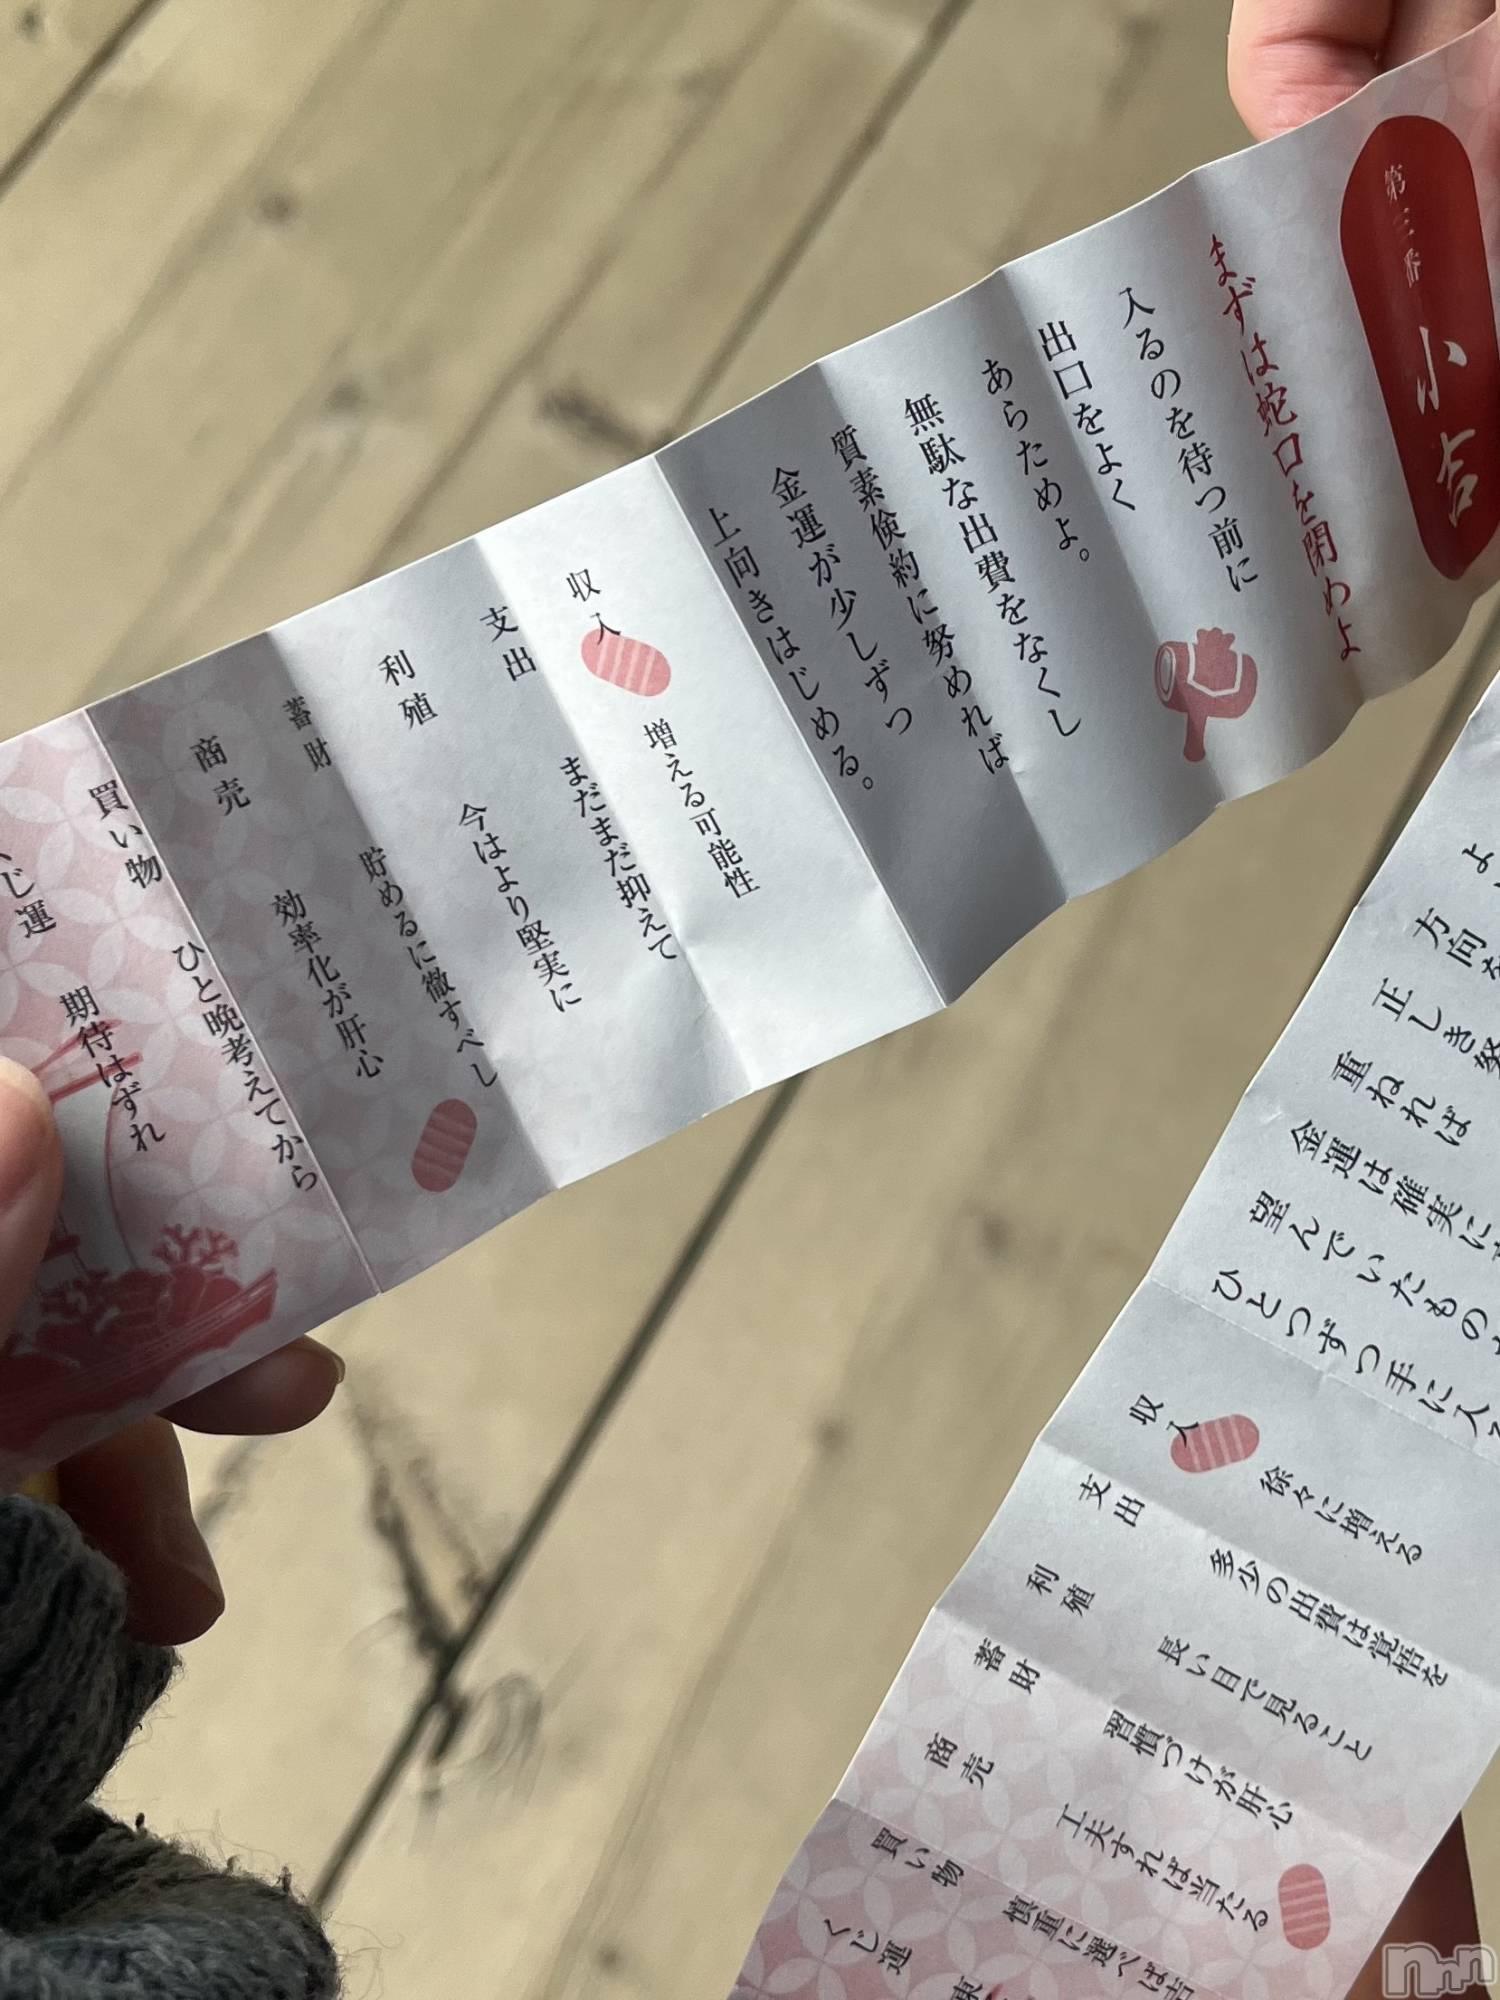 第三番 小吉
まずは蛇口を閉めよ
入るのを待つ前に
出口をよく
あらためよ。
無駄な出費をなくし
質素倹約に努めれば
金運が少しずつ
上向きはじめる。
収入 増える可能性
支出 まだまだ抑えて
利殖 今はより堅実に
蓄財 貯めるに徹すべし
商売 効率化が肝心
買い物 ひと晩考えてから
じ運 期待はずれ
方向を
正しき努
重ねれば
金運は確実に
望んでいたもの
ひとつずつ手に入
収入 徐々に増える
支出 多少の出費は覚悟を
利殖 長い目で見ること
蓄財 習慣づけが肝心
商売 工夫すれば当たる
買い物 慎重に選べば吉
くじ運 東